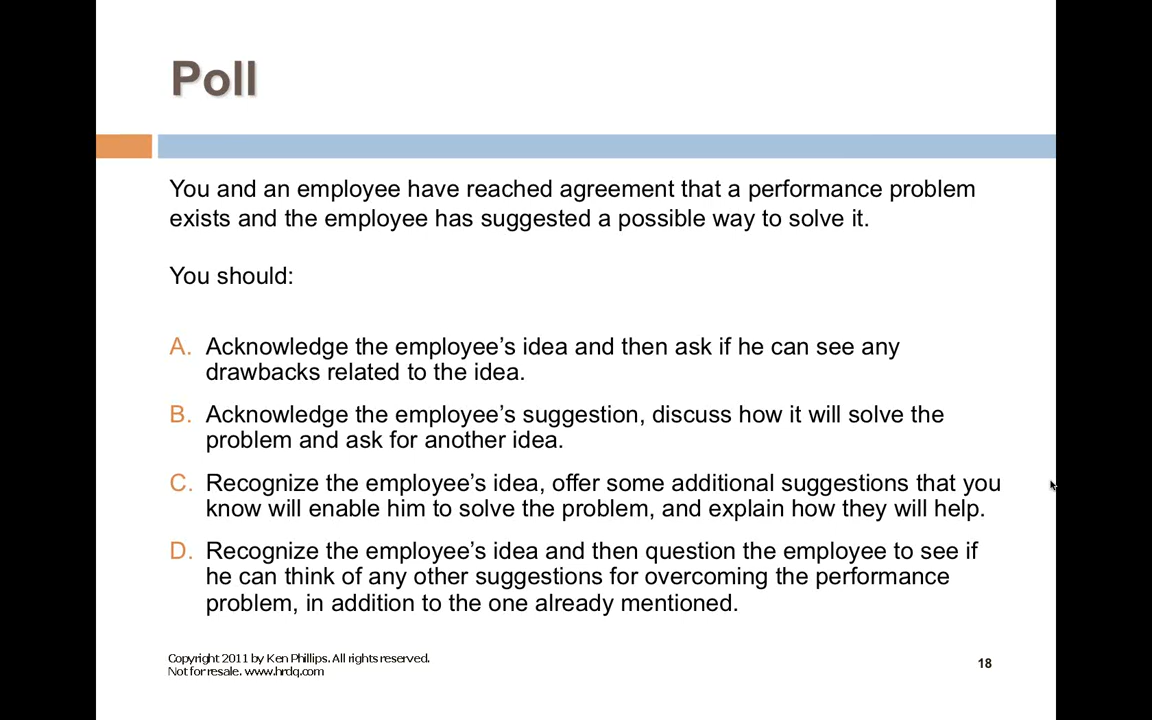 Poll
You and an employee have reached agreement that a performance problem
exists and the employee has suggested a possible way to solve it.
You should:
A. Acknowledge the employee’s idea and then ask if he can see any
drawbacks related to the idea.
B. Acknowledge the employee’s suggestion, discuss how it will solve the
problem and ask for another idea.
C. Recognize the employee’s idea, offer some additional suggestions that you
know will enable him to solve the problem, and explain how they will help.
D. Recognize the employee’s idea and then question the employee to see if
he can think of any other suggestions for overcoming the performance
problem, in addition to the one already mentioned.
Copyright 2011 by Ken Phillips. All rights reserved.
Not for resale. www.hrdq.com
18